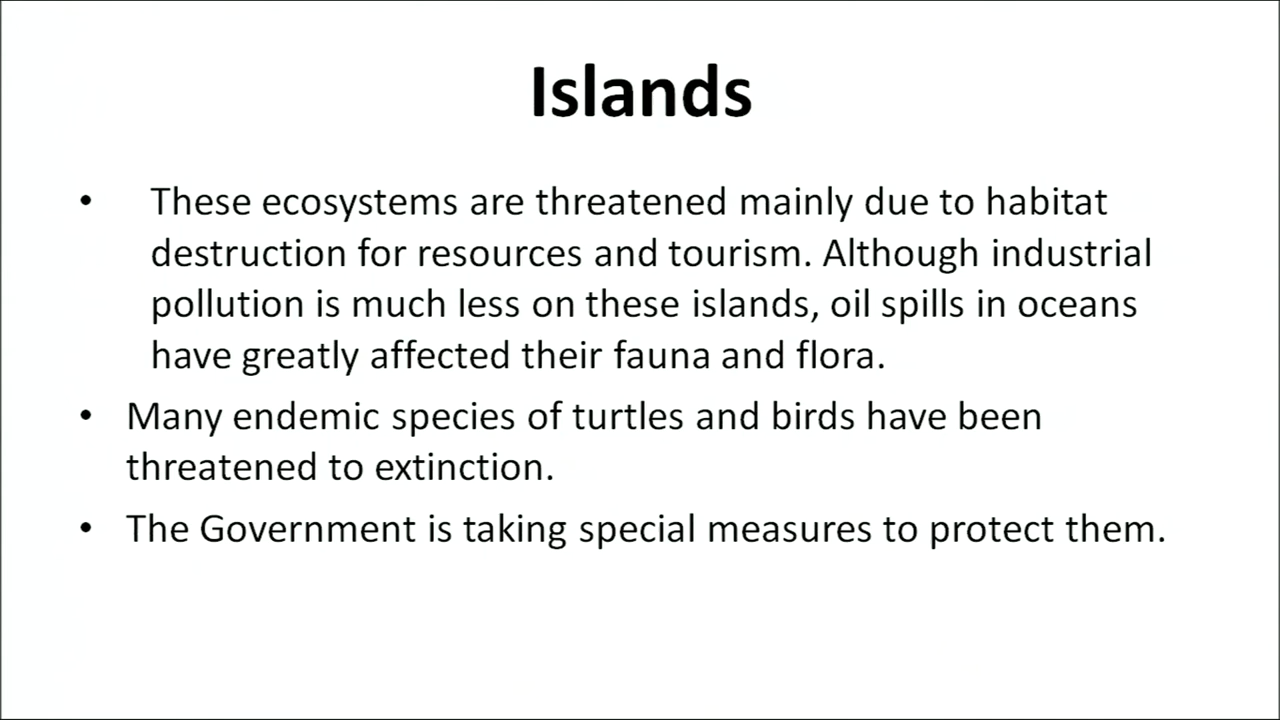 Islands
• These ecosystems are threatened mainly due to habitat
destruction for resources and tourism. Although industrial
pollution is much less on these islands, oil spills in oceans
have greatly affected their fauna and flora.
• Many endemic species of turtles and birds have been
threatened to extinction.
• The Government is taking special measures to protect them.